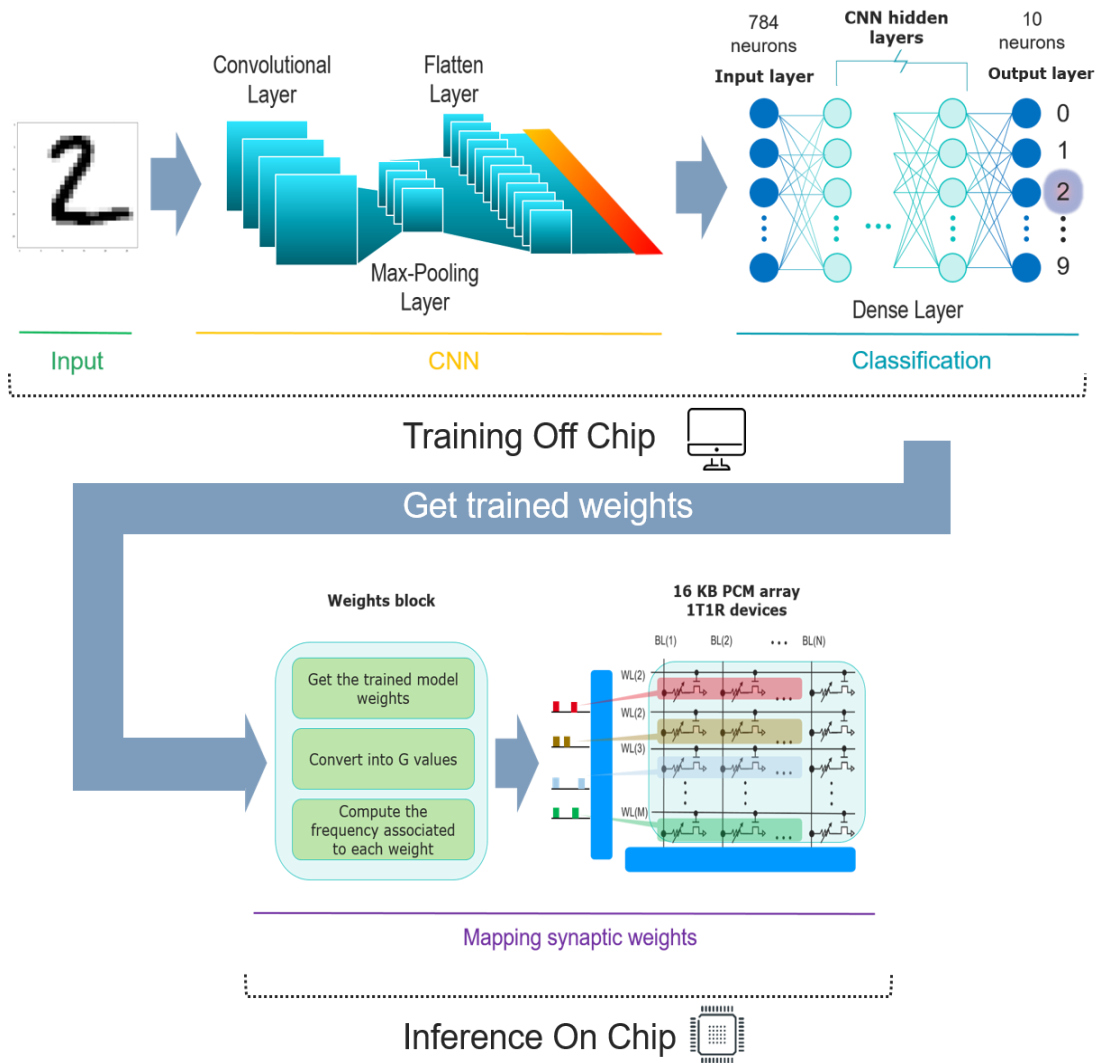 784
neurons
CNN hidden
layers
10
neurons
Convolutional
Layer
Flatten
Layer
Input layer
Output layer
0
1
2
9
Max-Pooling
Layer
Dense Layer
Input
CNN
Classification
Training Off Chip
Get trained weights
Weights block
16 KB PCM array
1T1R devices
BL(1) BL(2) ... BL(N)
WL(2)
WL(2)
WL(3)
WL(M)
Get the trained model
weights
Convert into G values
Compute the
frequency associated
to each weight
Mapping synaptic weights
Inference On Chip